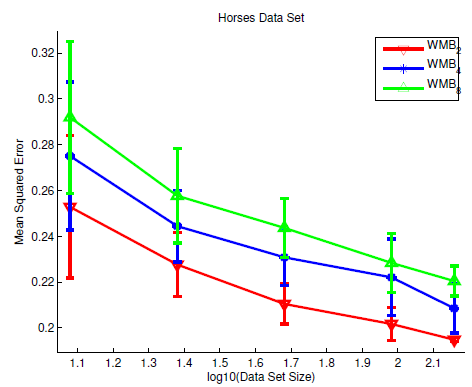 Horses Data Set
WMB2
WMB4
WMB8
0.32
0.3
0.28
0.26
0.24
0.22
0.2
Mean Squared Error
1.1 1.2 1.3 1.4 1.5 1.6 1.7 1.8 1.9 2 2.1
log10(Data Set Size)